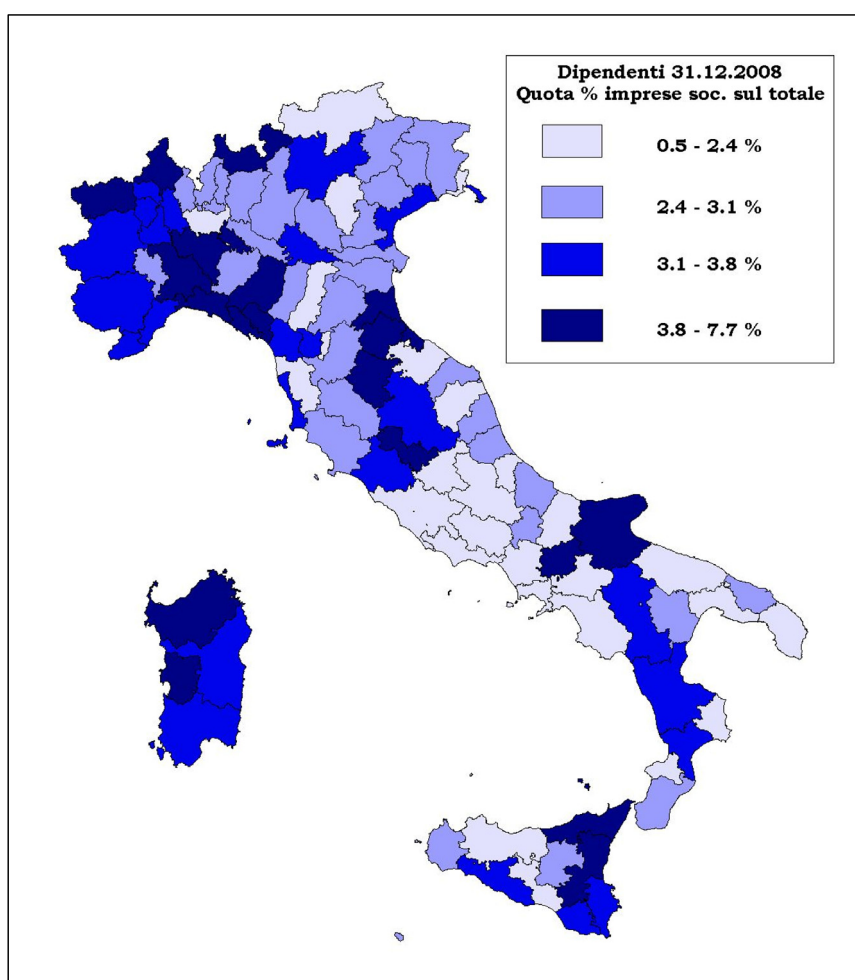 Dipendenti 31.12.2008
Quota % imprese soc. sul totale
0.5 - 2.4 %
2.4 - 3.1 %
3.1 - 3.8 %
3.8 - 7.7 %